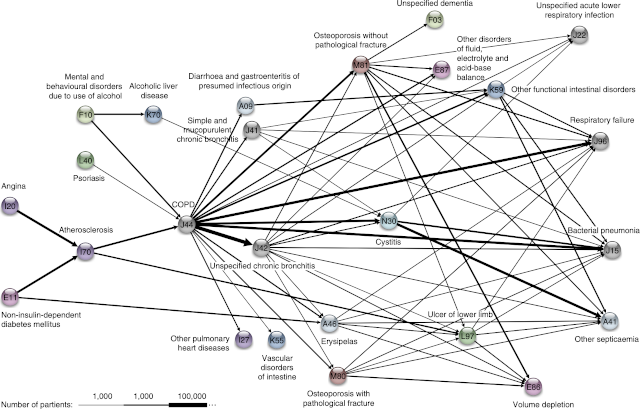 Unspecified dementia
F03
Unspecified acute lower
respiratory infection
J22
Osteoporosis without
pathological fracture
M81
Other disorders
of fluid,
electrolyte and
acid-base
balance
E87
Mental and
behavioural disorders
due to use of alcohol
F10
Alcoholic liver
disease
K70
Diarrhoea and gastroenteritis of
presumed infectious origin
A09
K59
Other functional intestinal disorders
Simple and
mucopurulent
chronic bronchitis
J41
Respiratory failure
J96
L40
Psoriasis
Angina
I20
COPD
J44
N30
Cystitis
Atherosclerosis
I70
J42
Unspecified chronic bronchitis
Bacterial pneumonia
J15
E11
Non-insulin-dependent
diabetes mellitus
A46
Erysipelas
Ulcer of lower limb
L97
A41
Other septicaemia
I27
Other pulmonary
heart diseases
K55
Vascular
disorders
of intestine
M80
Osteoporosis with
pathological fracture
E86
Volume depletion
Number of partients:
1,000
1,000
100,000